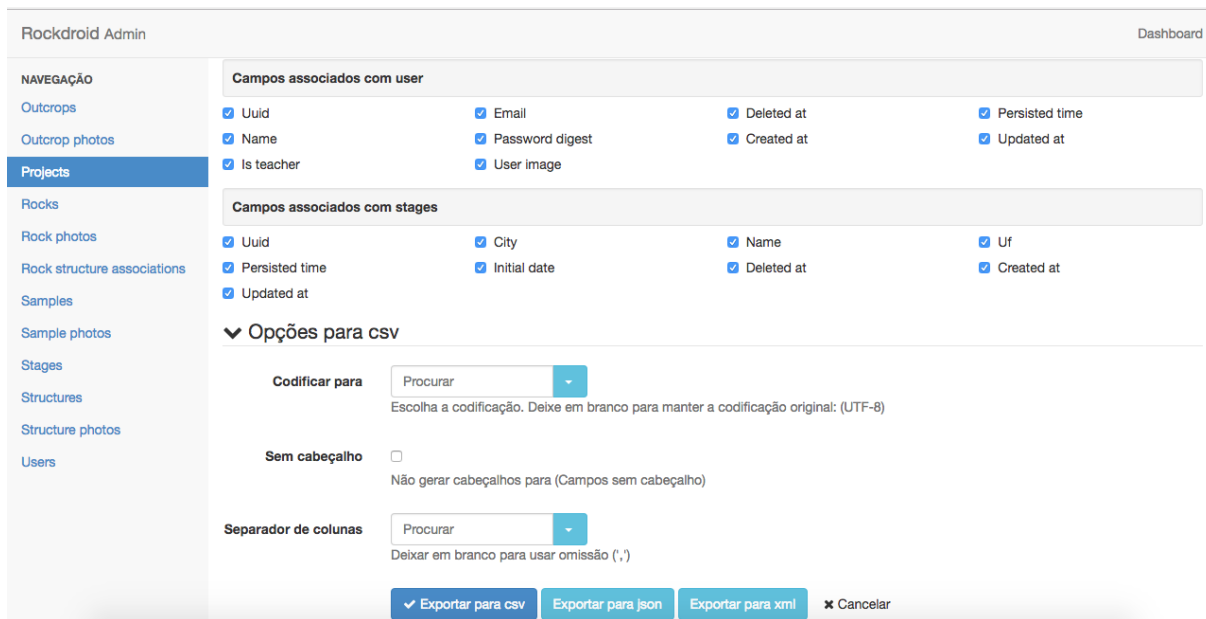 Rockdroid Admin
Dashboard
NAVEGAÇÃO
Outcrops
Outcrop photos
Projects
Rocks
Rock photos
Rock structure associations
Samples
Sample photos
Stages
Structures
Structure photos
Users
Campos associados com user
Uuid Email Deleted at Persisted time
Name Password digest Created at Updated at
Is teacher User image
Campos associados com stages
Uuid City Name Uf
Persisted time Initial date Deleted at Created at
Updated at
Opções para csv
Codificar para Procurar
Escolha a codificação. Deixe em branco para manter a codificação original: (UTF-8)
Sem cabeçalho
Não gerar cabeçalhos para (Campos sem cabeçalho)
Separador de colunas Procurar
Deixar em branco para usar omissão (',')
Exportar para csv Exportar para json Exportar para xml Cancelar